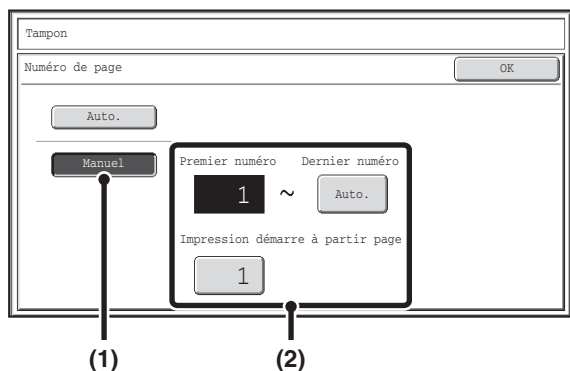 Tampon
Numéro de page
OK
Auto.
Manuel
Premier numéro Dernier numéro
1 ~ Auto.
Impression démarre à partir page
1
(1) (2)